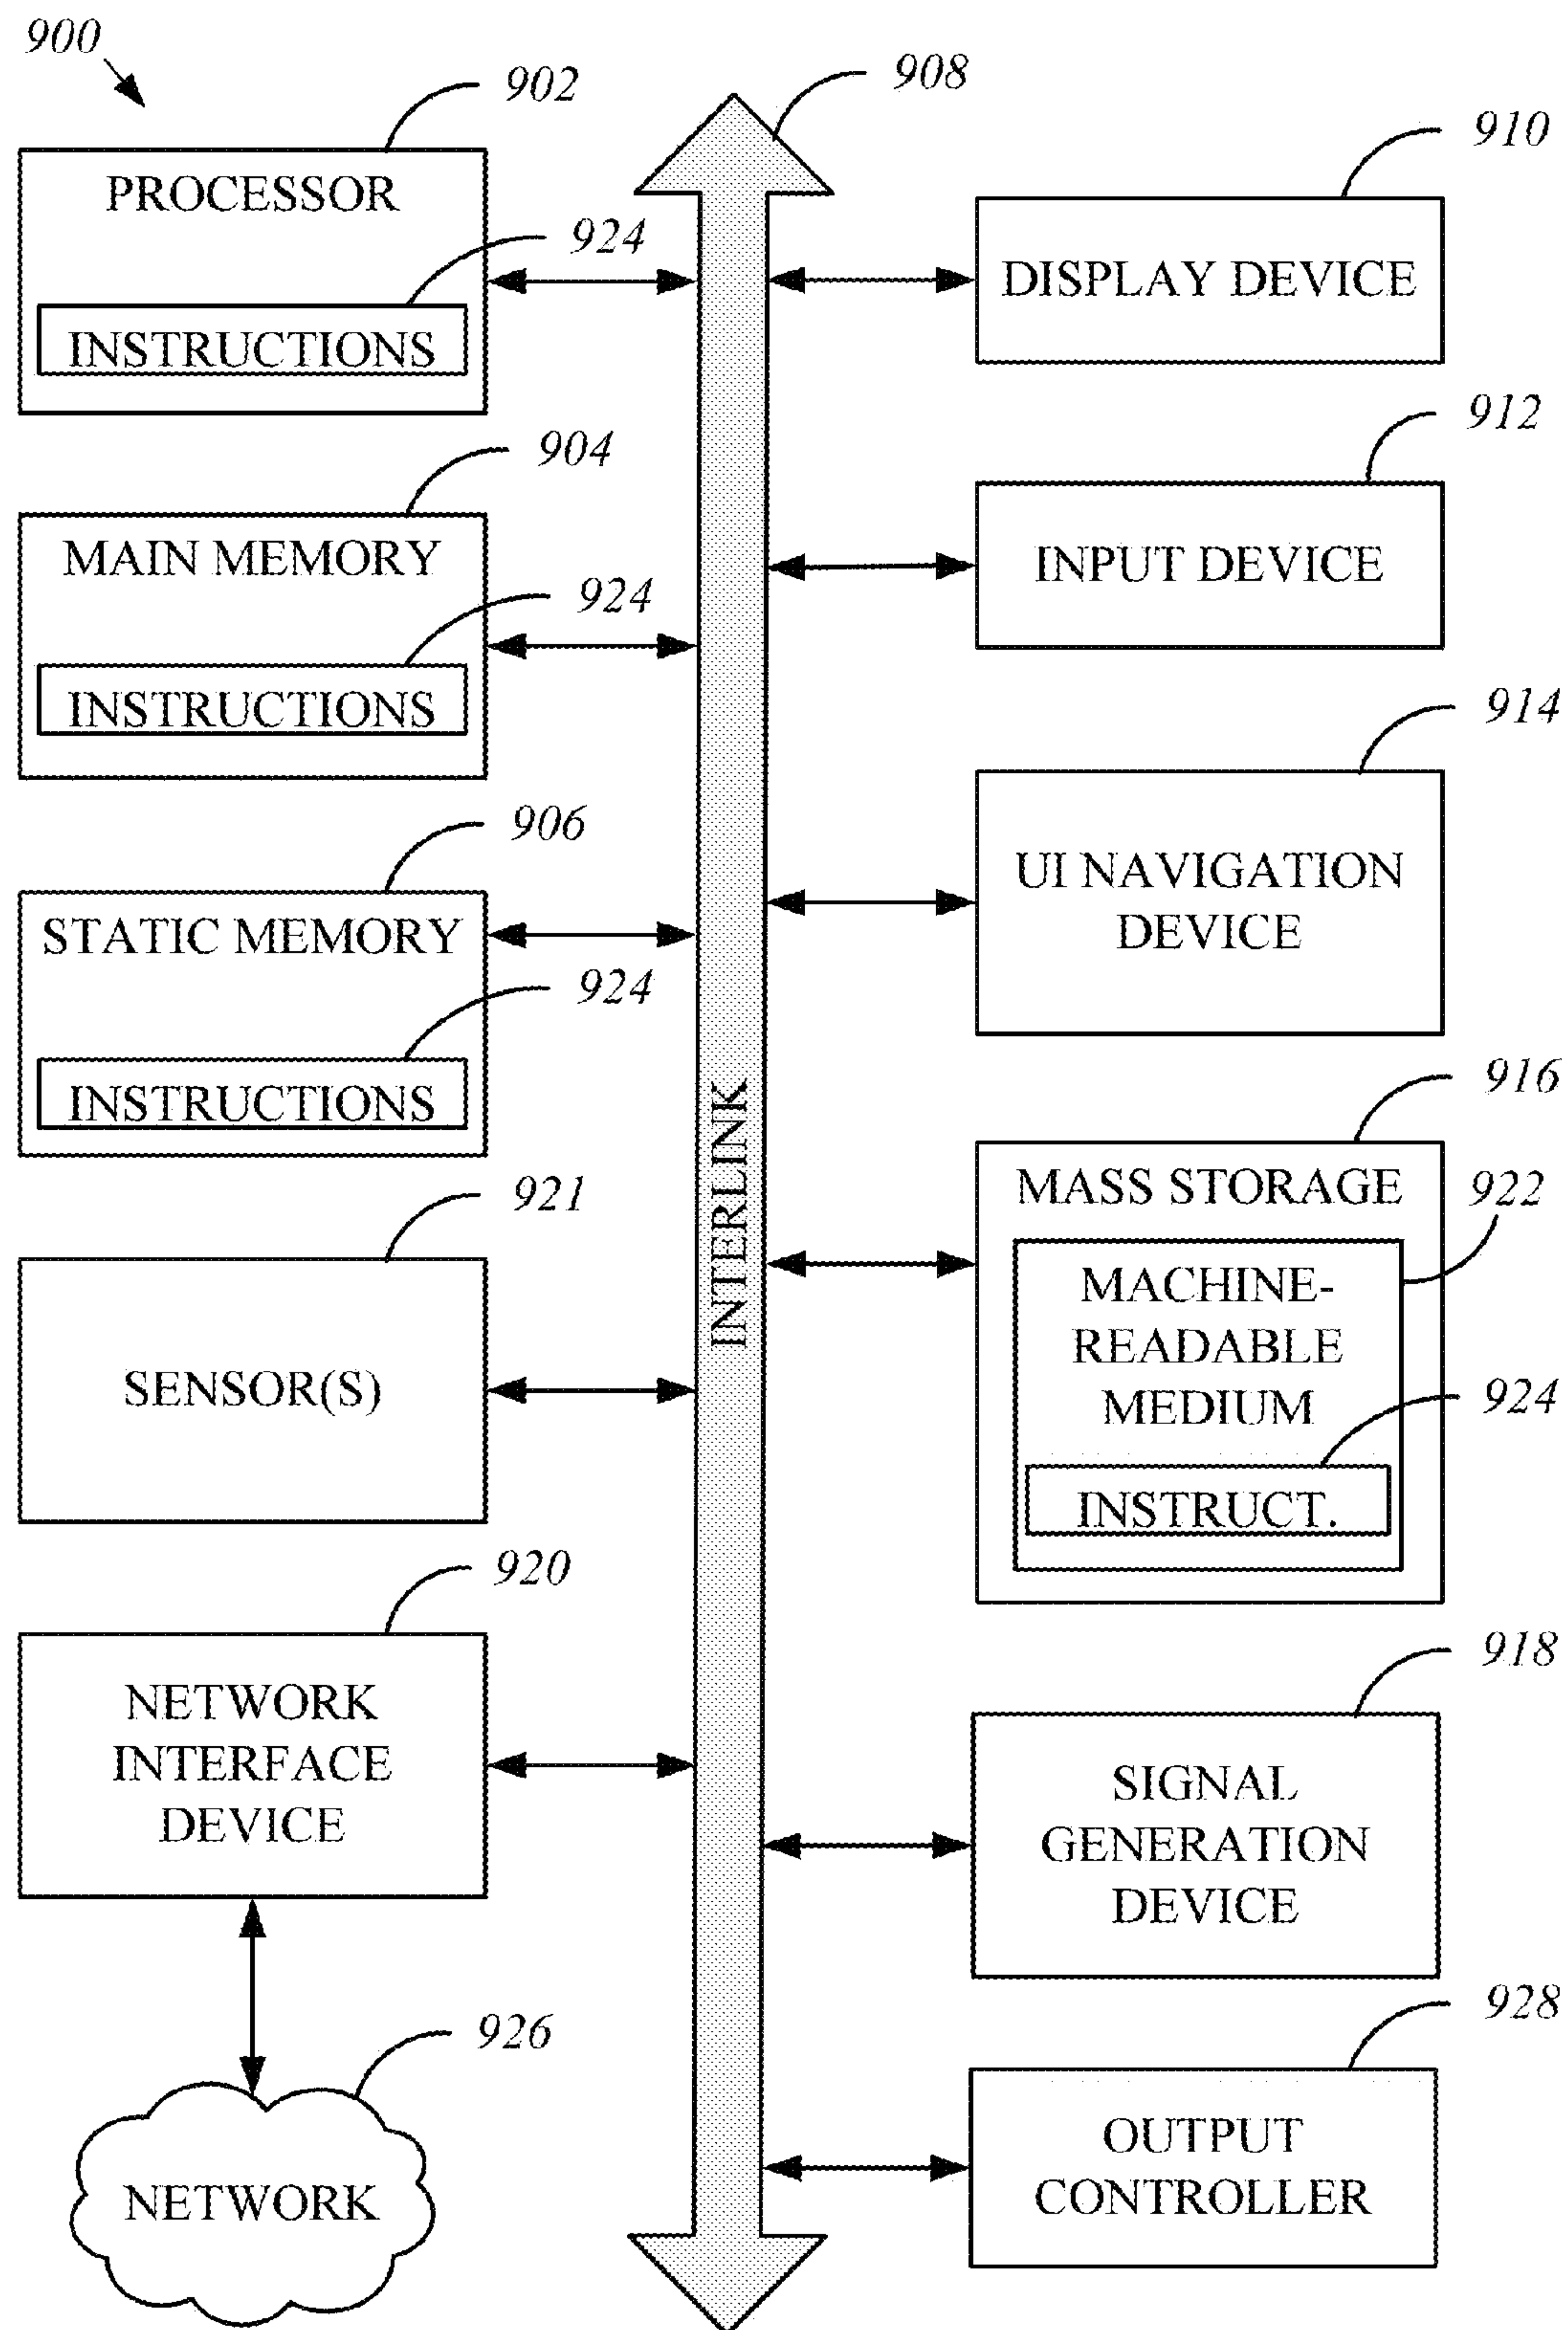 900
902
PROCESSOR
924
INSTRUCTIONS
904
MAIN MEMORY
924
INSTRUCTIONS
906
STATIC MEMORY
924
INSTRUCTIONS
921
SENSOR(S)
920
NETWORK
INTERFACE
DEVICE
926
NETWORK
908
INTERLINK
910
DISPLAY DEVICE
912
INPUT DEVICE
914
UI NAVIGATION
DEVICE
916
MASS STORAGE
922
MACHINE-
READABLE
MEDIUM
924
INSTRUCT.
918
SIGNAL
GENERATION
DEVICE
928
OUTPUT
CONTROLLER